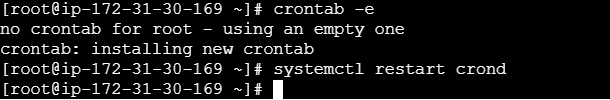 [root@ip-172-31-30-169 ~]# crontab -e
no crontab for root - using an empty one
crontab: installing new crontab
[root@ip-172-31-30-169 ~]# systemctl restart crond
[root@ip-172-31-30-169 ~]#